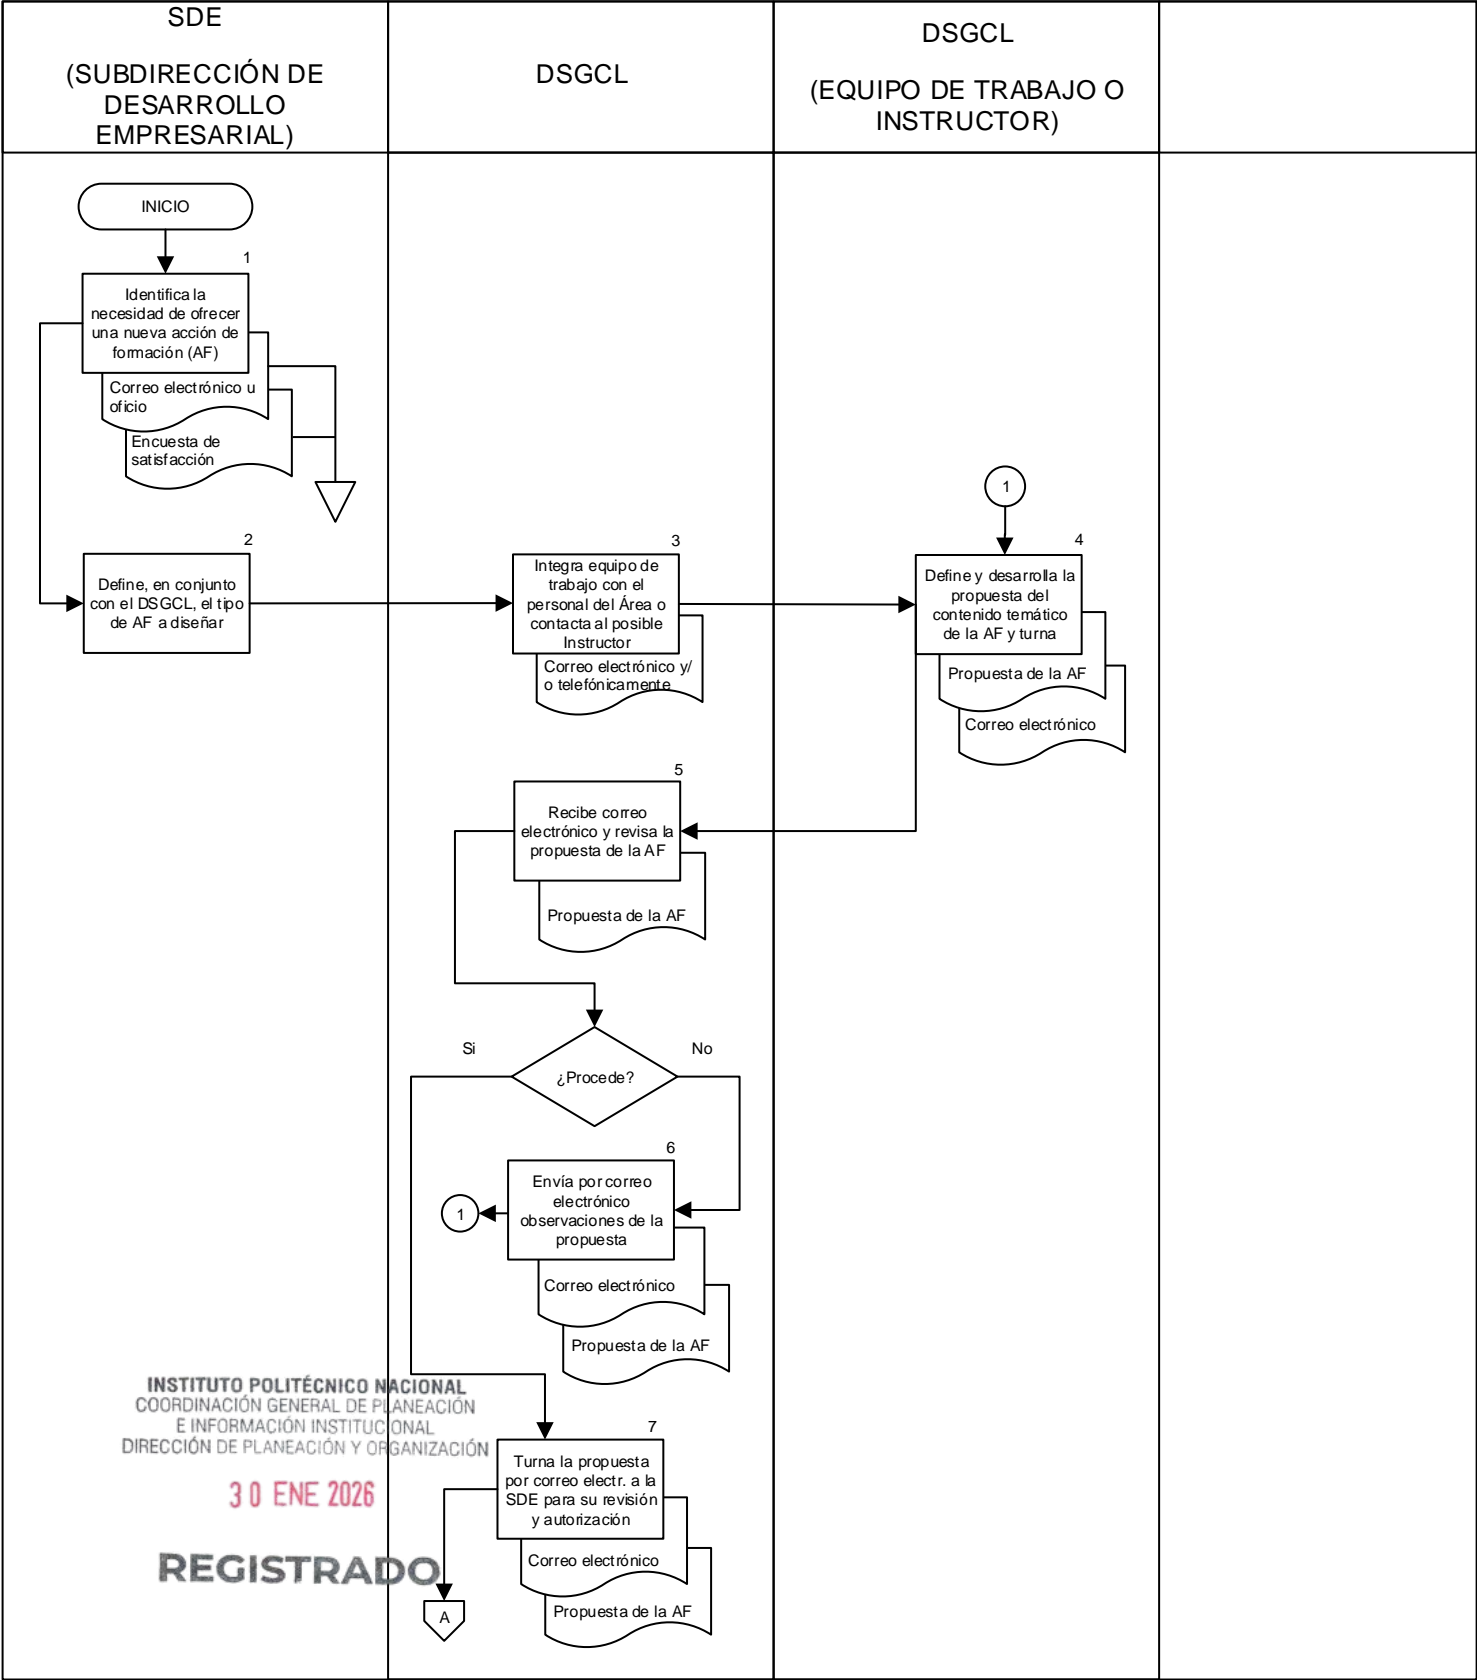 SDE
(SUBDIRECCIÓN DE
DESARROLLO
EMPRESARIAL)
DSGCL
DSGCL
(EQUIPO DE TRABAJO O
INSTRUCTOR)
INICIO
1
Identifica la
necesidad de ofrecer
una nueva acción de
formación (AF)
Correo electrónico u
oficio
Encuesta de
satisfacción
2
Define, en conjunto
con el DSGCL, el tipo
de AF a diseñar
3
Integra equipo de
trabajo con el
personal del Área o
contacta al posible
Instructor
Correo electrónico y/
o telefónicamente
1
4
Define y desarrolla la
propuesta del
contenido temático
de la AF y turna
Propuesta de la AF
Correo electrónico
5
Recibe correo
electrónico y revisa la
propuesta de la AF
Propuesta de la AF
¿Procede?
Si
No
6
Envía por correo
electrónico
observaciones de la
propuesta
1
Correo electrónico
Propuesta de la AF
7
Turna la propuesta
por correo electr. a la
SDE para su revisión
y autorización
Correo electrónico
Propuesta de la AF
A
INSTITUTO POLITÉCNICO NACIONAL
COORDINACIÓN GENERAL DE PLANEACIÓN
E INFORMACIÓN INSTITUCIONAL
DIRECCIÓN DE PLANEACIÓN Y ORGANIZACIÓN
30 ENE 2026
REGISTRADO